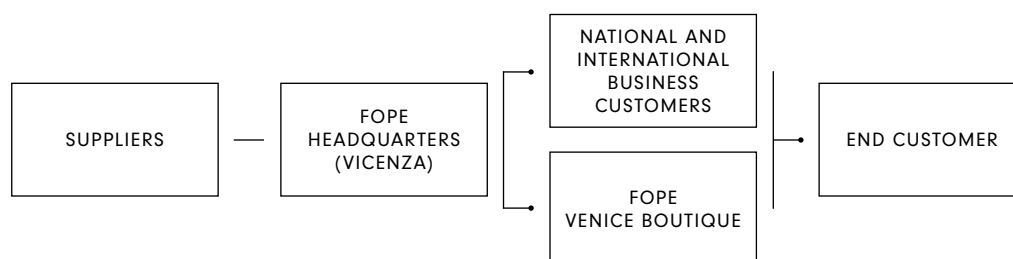 SUPPLIERS
FOPE
HEADQUARTERS
(VICENZA)
NATIONAL AND
INTERNATIONAL
BUSINESS
CUSTOMERS
FOPE
VENICE BOUTIQUE
END CUSTOMER